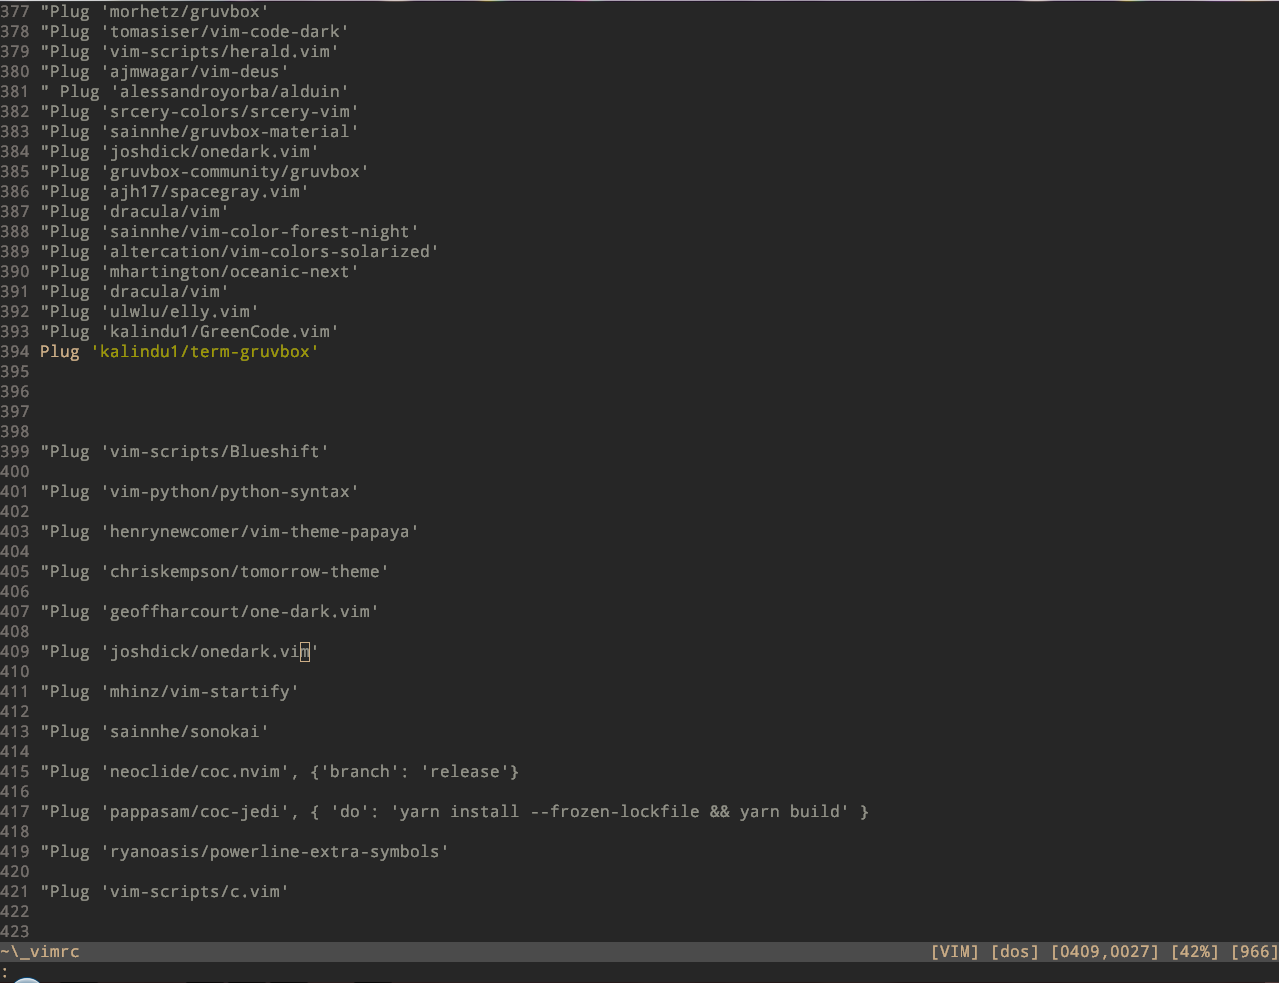 377 "Plug 'morhetz/gruvbox'
378 "Plug 'tomasiser/vim-code-dark'
379 "Plug 'vim-scripts/herald.vim'
380 "Plug 'ajmwagar/vim-deus'
381 " Plug 'alessandroyorba/alduin'
382 "Plug 'srcery-colors/srcery-vim'
383 "Plug 'sainnhe/gruvbox-material'
384 "Plug 'joshdick/onedark.vim'
385 "Plug 'gruvbox-community/gruvbox'
386 "Plug 'ajh17/spacegray.vim'
387 "Plug 'dracula/vim'
388 "Plug 'sainnhe/vim-color-forest-night'
389 "Plug 'altercation/vim-colors-solarized'
390 "Plug 'mhartington/oceanic-next'
391 "Plug 'dracula/vim'
392 "Plug 'ulwlu/elly.vim'
393 "Plug 'kalindu1/GreenCode.vim'
394 Plug 'kalindu1/term-gruvbox'
395
396
397
398
399 "Plug 'vim-scripts/Blueshift'
400
401 "Plug 'vim-python/python-syntax'
402
403 "Plug 'henrynewcomer/vim-theme-papaya'
404
405 "Plug 'chriskempson/tomorrow-theme'
406
407 "Plug 'geoffharcourt/one-dark.vim'
408
409 "Plug 'joshdick/onedark.vim'
410
411 "Plug 'mhinz/vim-startify'
412
413 "Plug 'sainnhe/sonokai'
414
415 "Plug 'neoclide/coc.nvim', {'branch': 'release'}
416
417 "Plug 'pappasam/coc-jedi', { 'do': 'yarn install --frozen-lockfile && yarn build' }
418
419 "Plug 'ryanoasis/powerline-extra-symbols'
420
421 "Plug 'vim-scripts/c.vim'
422
423
~\_vimrc [VIM] [dos] [0409,0027] [42%] [966]
: